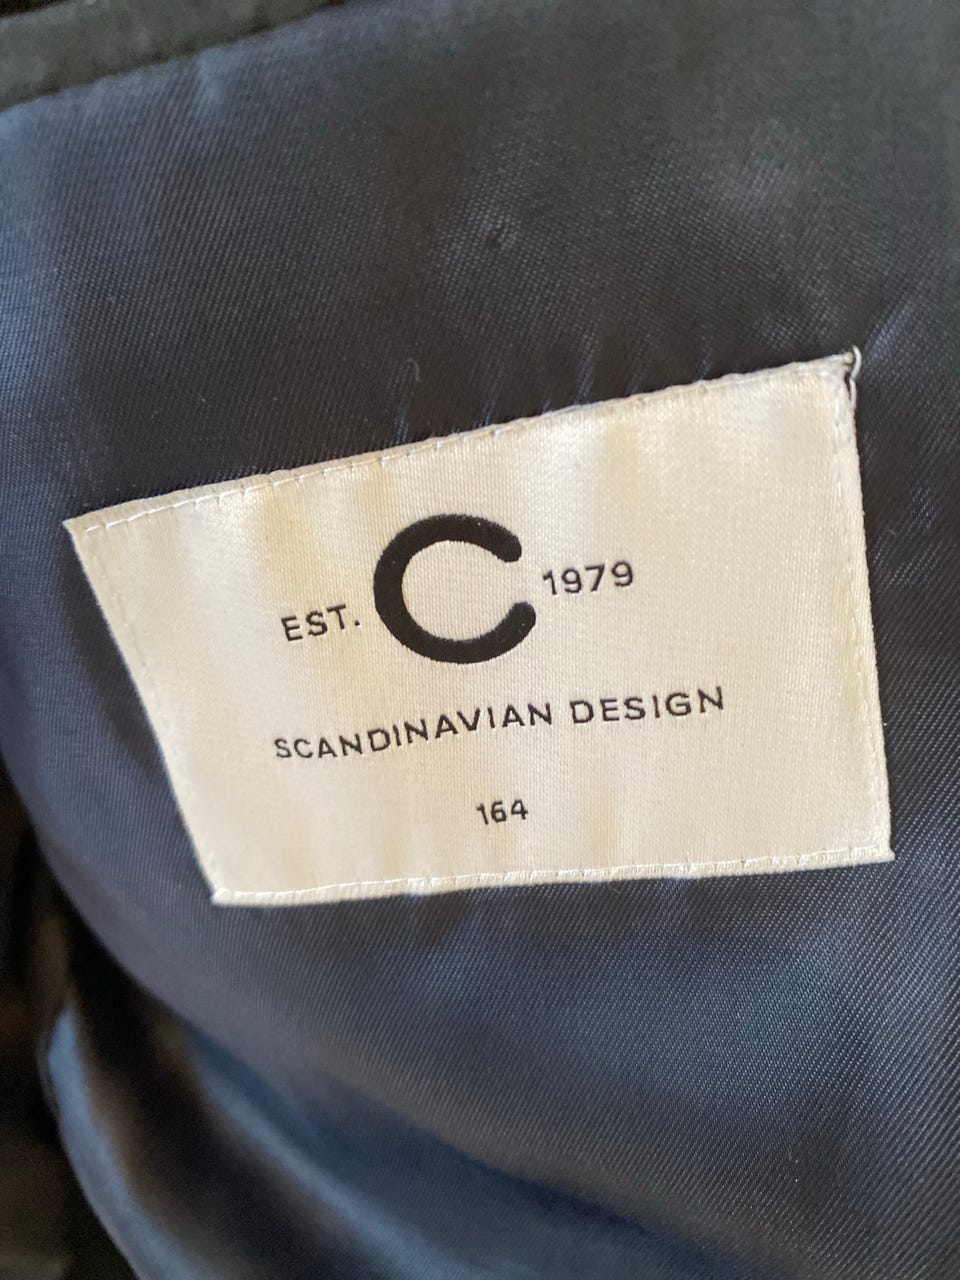 EST. C 1979
SCANDINAVIAN DESIGN
164